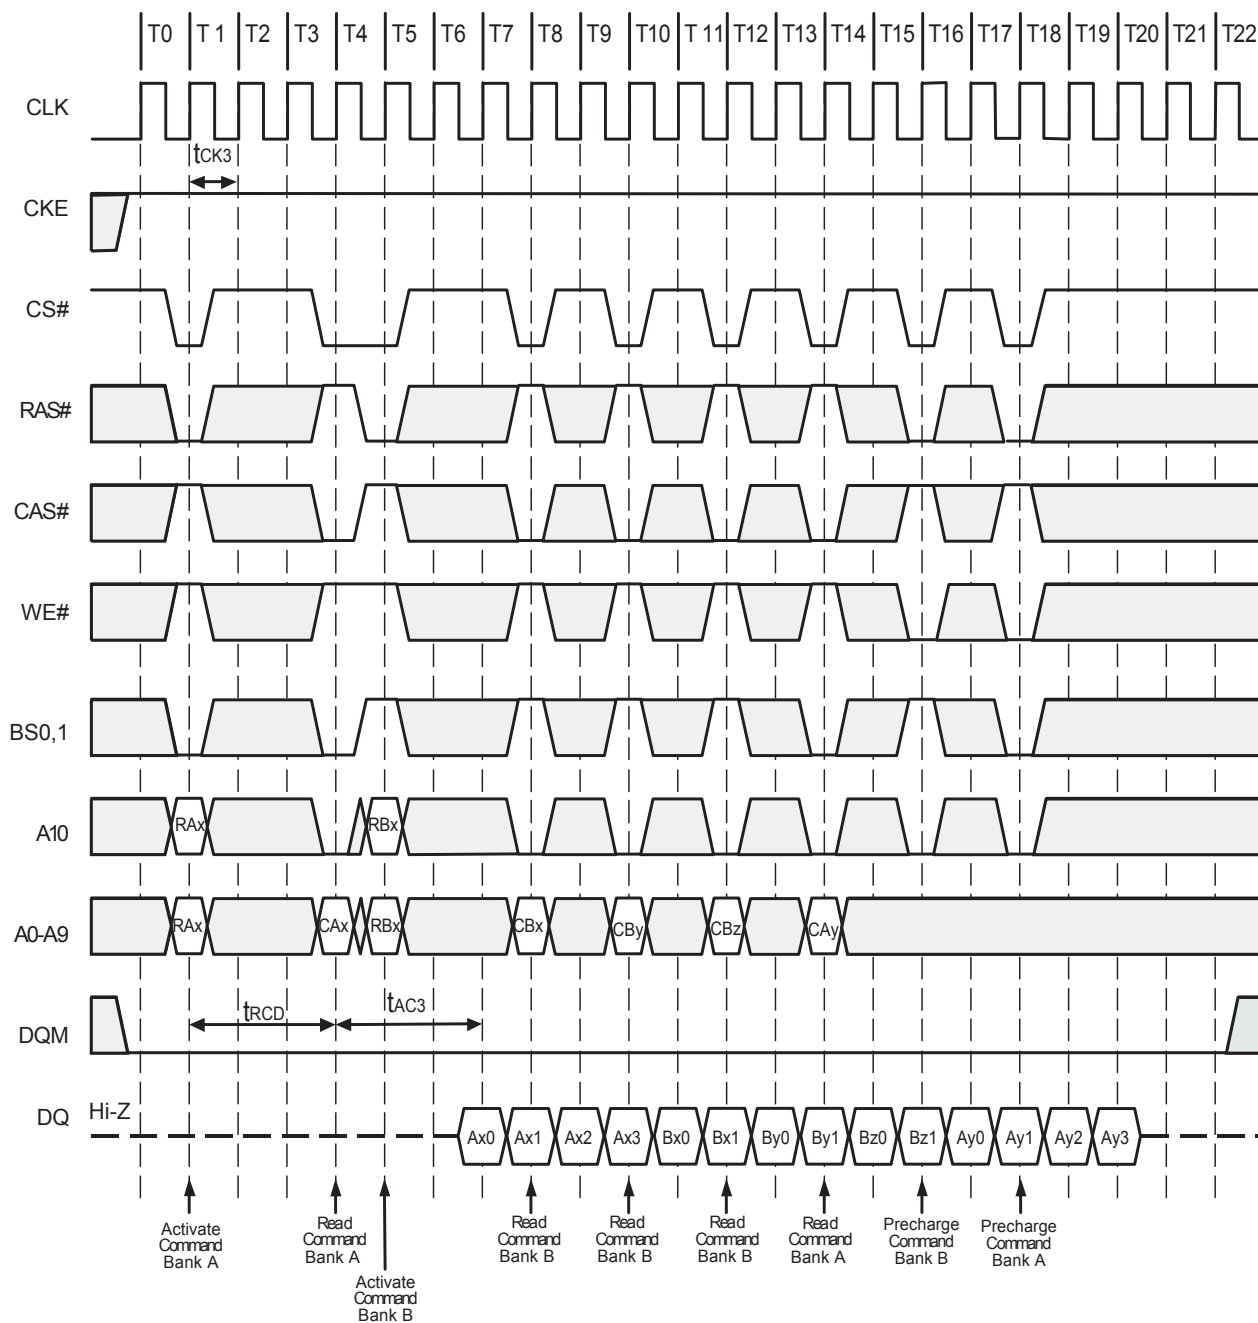 T0 T 1 T2 T3 T4 T5 T6 T7 T8 T9 T10 T 11 T12 T13 T14 T15 T16 T17 T18 T19 T20 T21 T22
CLK
tCK3
CKE
CS#
RAS#
CAS#
WE#
BS0,1
A10
RAx RBx
A0-A9
RAx CAx RBx CBx CBy CBz CAy
DQM
tRCD tAC3
DQ
Hi-Z
Ax0 Ax1 Ax2 Ax3 Bx0 Bx1 By0 By1 Bz0 Bz1 Ay0 Ay1 Ay2 Ay3
Activate
Command
Bank A
Read
Command
Bank A
Activate
Command
Bank B
Read
Command
Bank B
Read
Command
Bank B
Read
Command
Bank B
Read
Command
Bank A
Precharge
Command
Bank B
Precharge
Command
Bank A